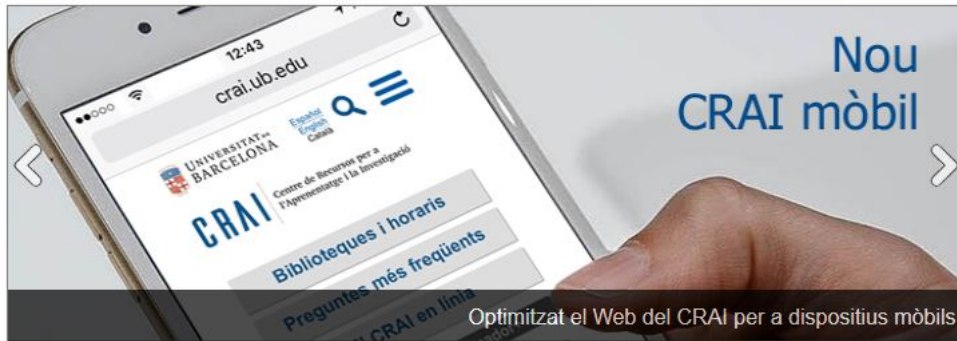 12:43
crai.ub.edu
UNIVERSITAT DE
BARCELONA
Español
English
Català
CRAI
Centre de Recursos per a
l'Aprenentatge i la Investigació
Biblioteques i horaris
Preguntes més freqüents
El CRAI en línia
Nou
CRAI mòbil
Optimitzat el Web del CRAI per a dispositius mòbils